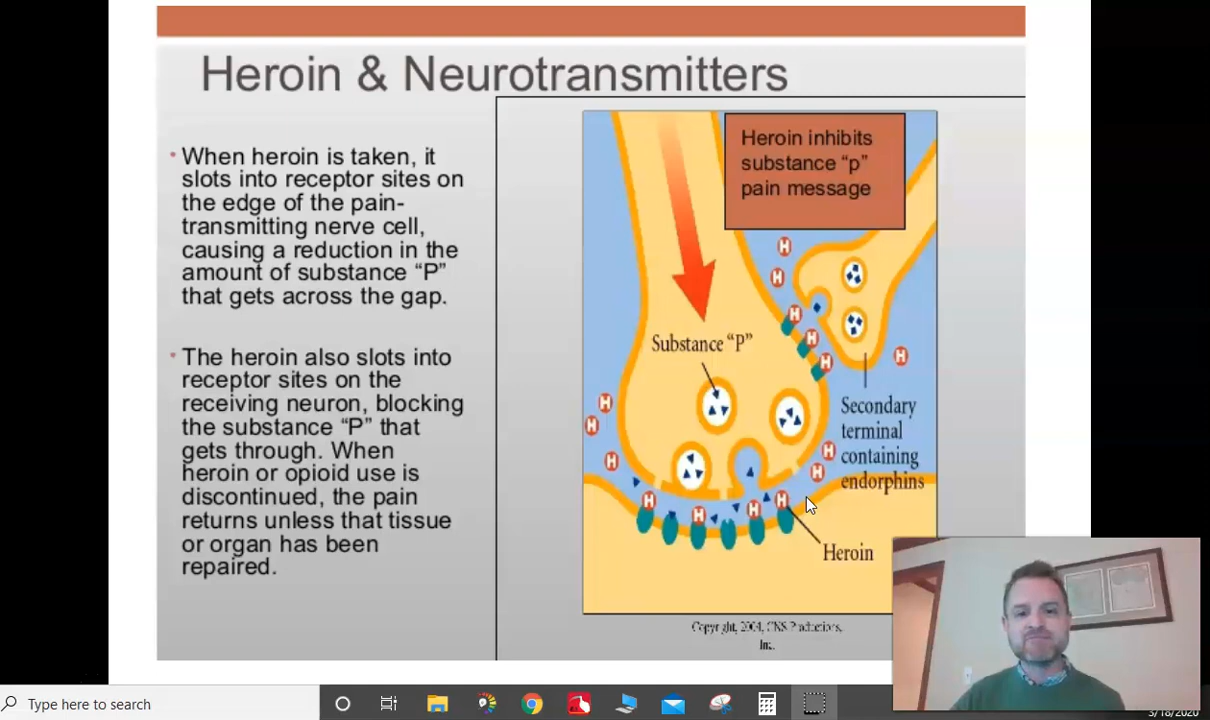 Heroin & Neurotransmitters
When heroin is taken, it
slots into receptor sites on
the edge of the pain-
transmitting nerve cell,
causing a reduction in the
amount of substance “P”
that gets across the gap.
The heroin also slots into
receptor sites on the
receiving neuron, blocking
the substance “P” that
gets through. When
heroin or opioid use is
discontinued, the pain
returns unless that tissue
or organ has been
repaired.
Heroin inhibits
substance “p”
pain message
H
H
H
H
H
H
Substance “P”
Secondary
terminal
containing
endorphins
H
H
H
H
H
H
H
H
H
Heroin
Copyright, 2004, CNS Productions,
Inc.
Type here to search
3/18/2020